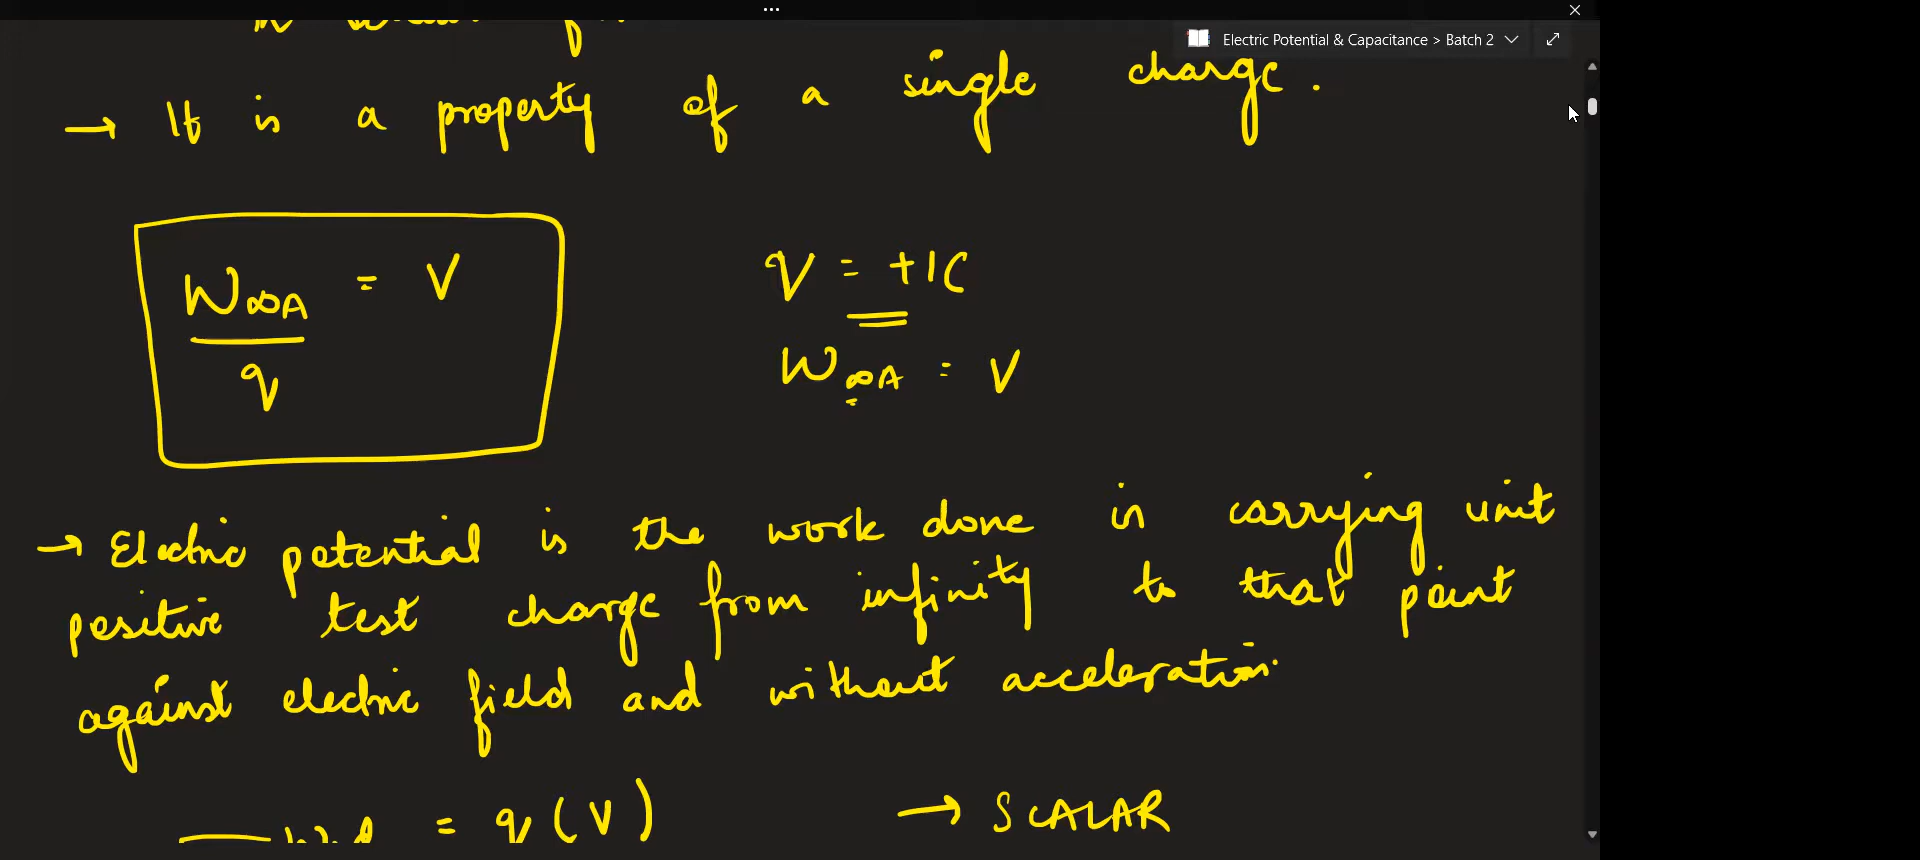 Electric Potential & Capacitance > Batch 2
→ It is a property of a single charge.
W∞A / q = V
q = +1C
W∞A = V
→ Electric potential is the work done in carrying unit
positive test charge from infinity to that point
against electric field and without acceleration.
= q (V)
→ SCALAR